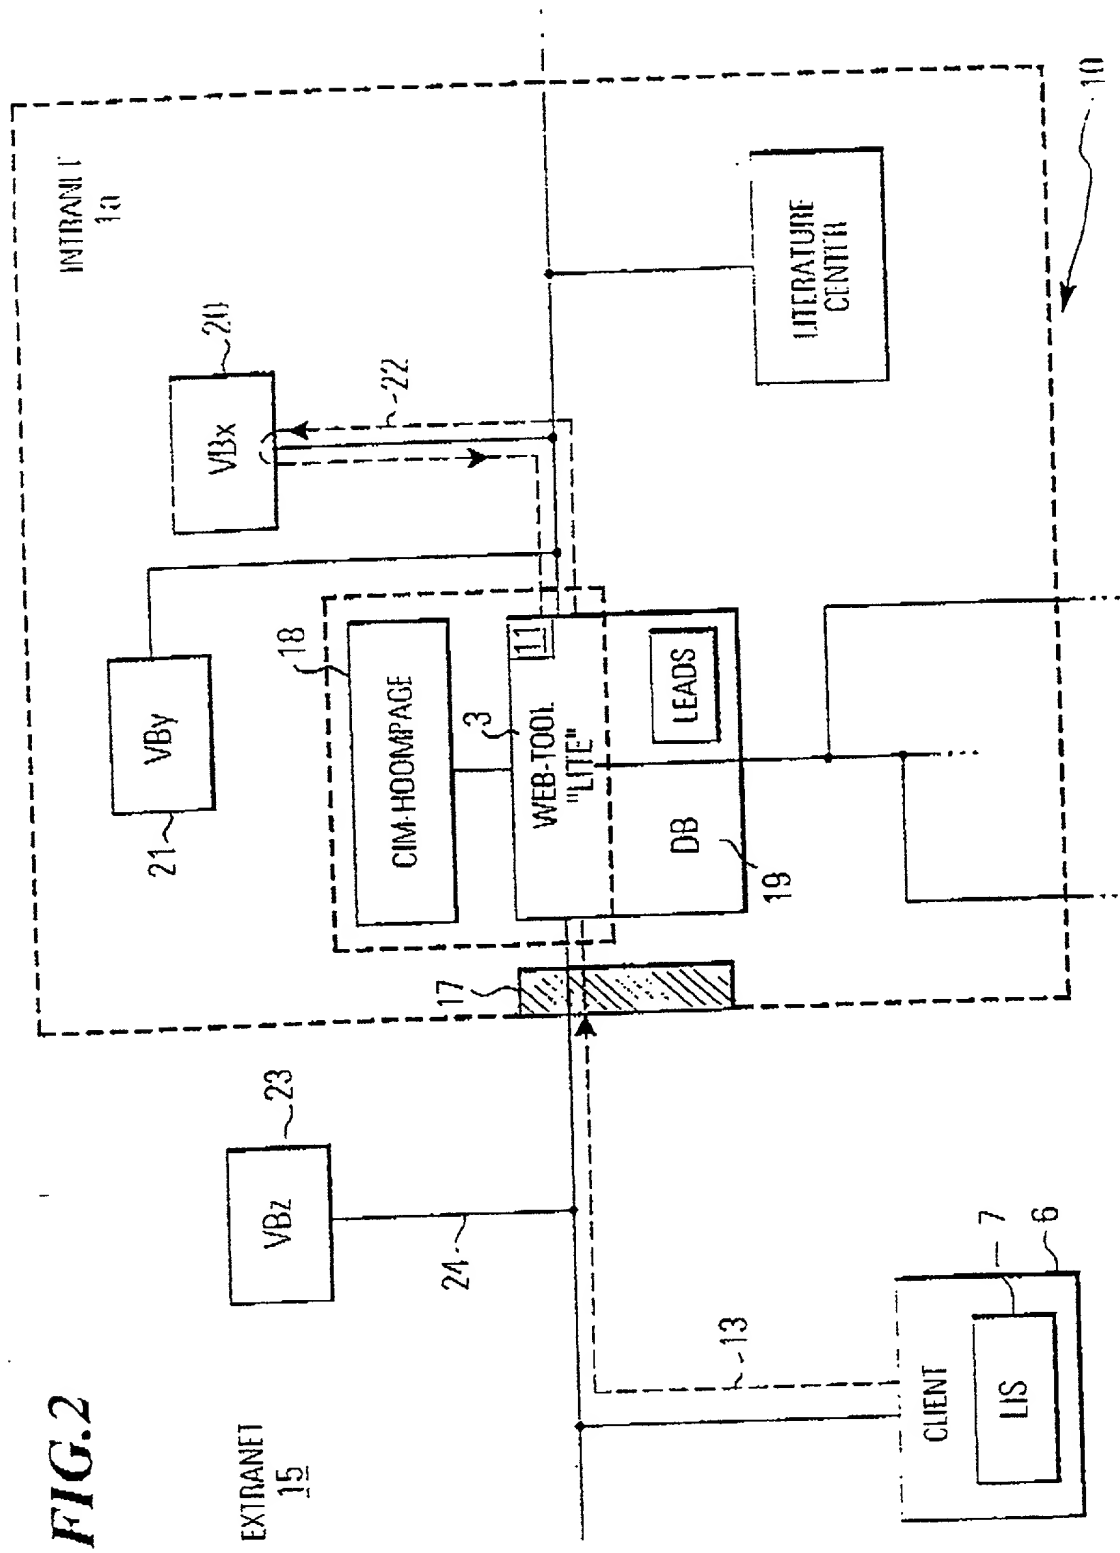 FIG.2
EXTRANET
15
INTRANET
1a
VBz
23
24
VBy
21
VBx
20
22
17
18
CIM-HOOMPAGE
3
WEB-TOOL
"LITE"
11
DB
19
LEADS
LITERATURE
CENTER
10
13
CLIENT
6
LIS
7